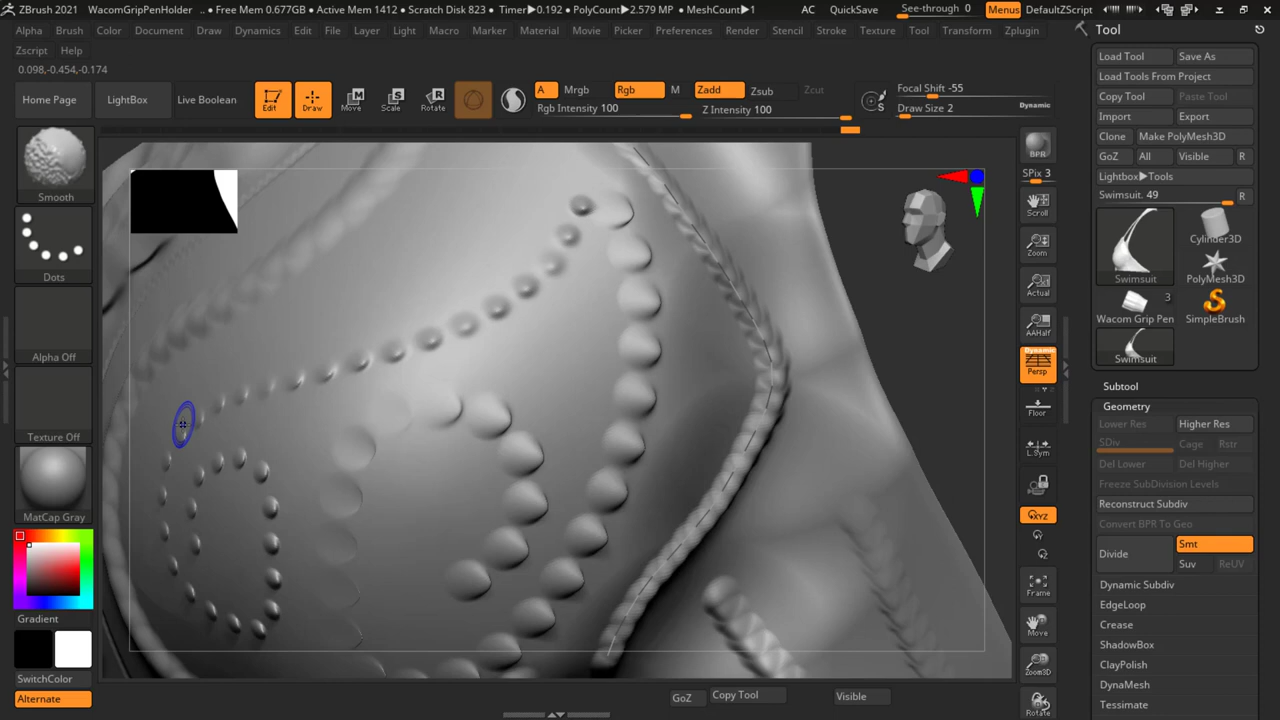 ZBrush 2021 WacomGripPenHolder .. • Free Mem 0.677GB • Active Mem 1412 • Scratch Disk 823 • Timer▶0.192 • PolyCount▶2.579 MP • MeshCount▶1 AC QuickSave See-through 0 Menus DefaultZScript
Alpha Brush Color Document Draw Dynamics Edit File Layer Light Macro Marker Material Movie Picker Preferences Render Stencil Stroke Texture Tool Transform Zplugin
Zscript Help
0.098,-0.454,-0.174
Home Page LightBox Live Boolean Edit Draw Move Scale Rotate
A Mrgb Rgb M Zadd Zsub Zcut
Rgb Intensity 100 Z Intensity 100
Focal Shift -55
Draw Size 2 Dynamic
Smooth
Dots
Alpha Off
Texture Off
MatCap Gray
Gradient
SwitchColor
Alternate
BPR
SPix 3
Scroll
Zoom
Actual
AAHalf
Dynamic
Persp
Floor
L.Sym
XYZ
Frame
Move
Zoom3D
Rotate
GoZ Copy Tool Visible
Tool
Load Tool Save As
Load Tools From Project
Copy Tool Paste Tool
Import Export
Clone Make PolyMesh3D
GoZ All Visible R
Lightbox▶Tools
Swimsuit. 49 R
Swimsuit Cylinder3D
PolyMesh3D
3
Wacom Grip Pen SimpleBrush
Swimsuit
Subtool
Geometry
Lower Res Higher Res
SDiv Cage Rstr
Del Lower Del Higher
Freeze SubDivision Levels
Reconstruct Subdiv
Convert BPR To Geo
Divide Smt
Suv ReUV
Dynamic Subdiv
EdgeLoop
Crease
ShadowBox
ClayPolish
DynaMesh
Tessimate